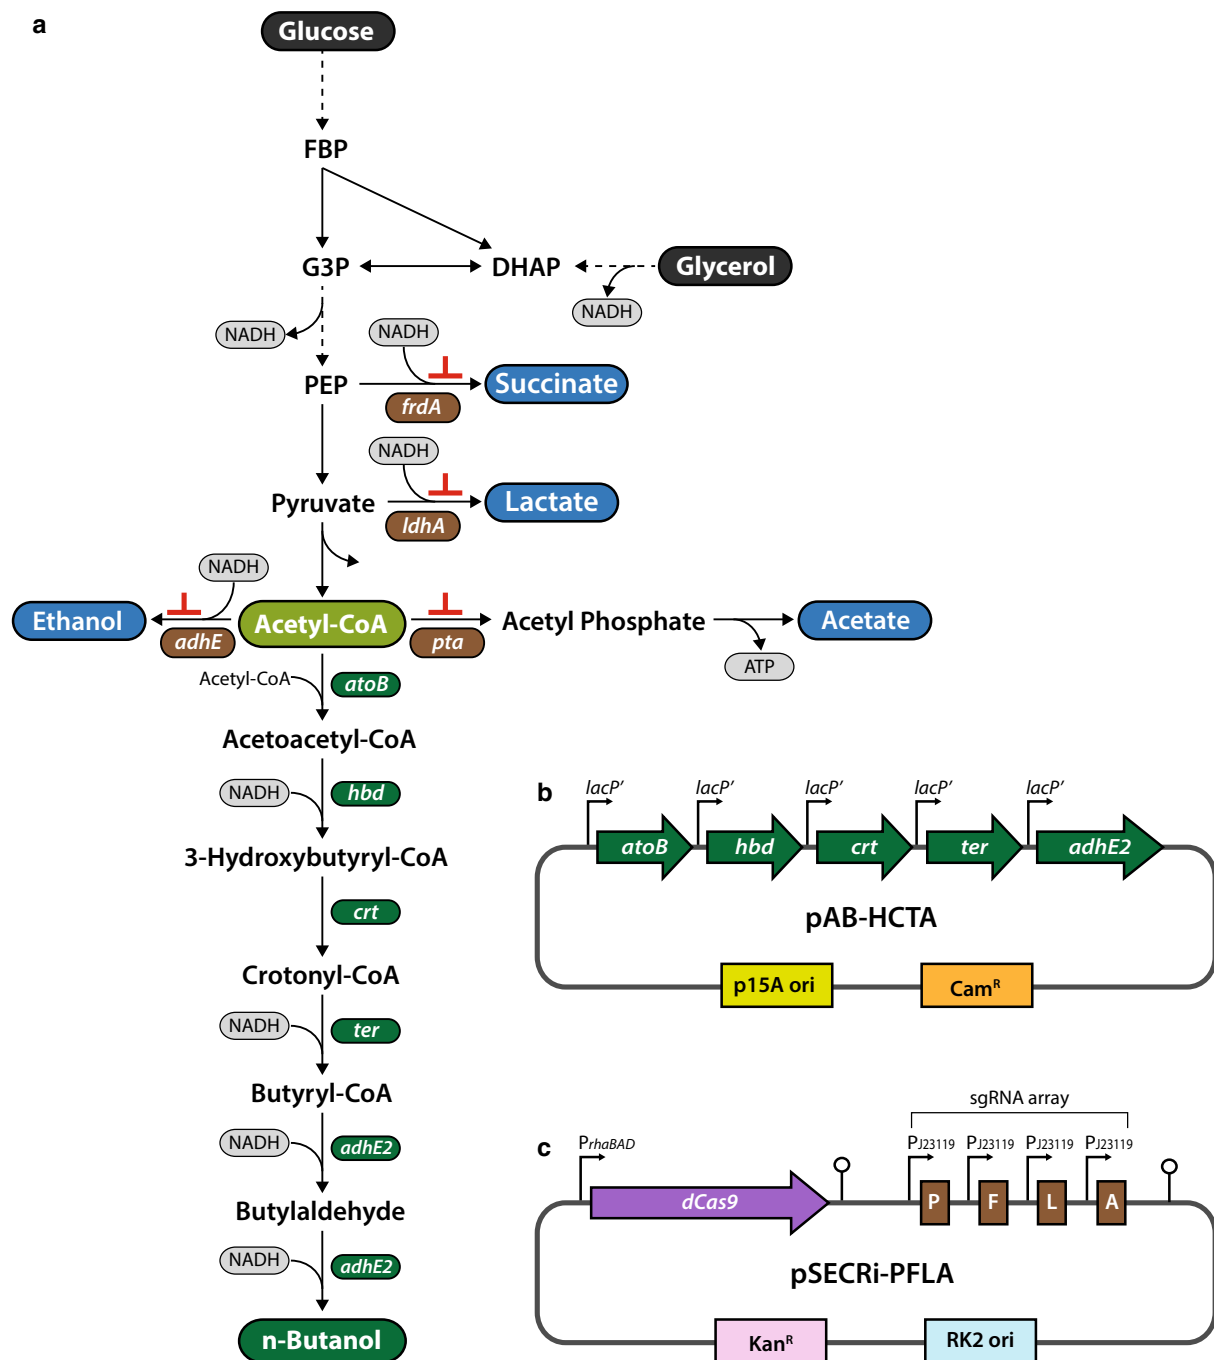 a
Glucose
FBP
G3P
DHAP
Glycerol
NADH
NADH
NADH
PEP
frdA
Succinate
NADH
Pyruvate
ldhA
Lactate
NADH
Ethanol
adhE
Acetyl-CoA
pta
Acetyl Phosphate
Acetate
ATP
Acetyl-CoA
atoB
Acetoacetyl-CoA
NADH
hbd
3-Hydroxybutyryl-CoA
crt
Crotonyl-CoA
NADH
ter
Butyryl-CoA
NADH
adhE2
Butylaldehyde
NADH
adhE2
n-Butanol
b
lacP' lacP' lacP' lacP' lacP'
atoB hbd crt ter adhE2
pAB-HCTA
p15A ori
Cam^R
c
sgRNA array
PrhaBAD
PJ23119 PJ23119 PJ23119 PJ23119
dCas9
P F L A
pSECRi-PFLA
Kan^R
RK2 ori